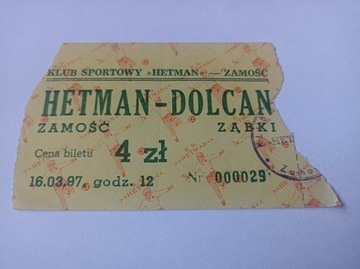 KLUB SPORTOWY »HETMAN« — ZAMOŚĆ
HETMAN-DOLCAN
ZAMOŚĆ ZĄBKI
Cena biletu 4 zł
16.03.97, godz. 12 Nr 000029